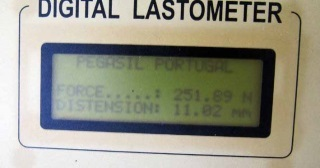 DIGITAL LASTOMETER
PEGASIL PORTUGAL
FORCE.....: 251.89 N
DISTENSION: 11.02 mm